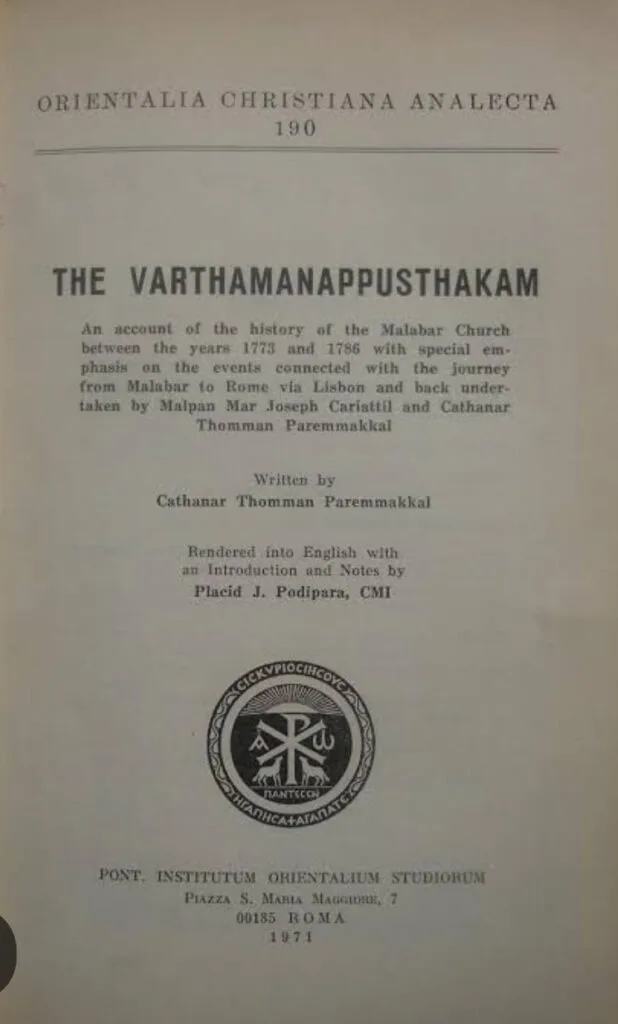 ORIENTALIA CHRISTIANA ANALECTA
190
THE VARTHAMANAPPUSTHAKAM
An account of the history of the Malabar Church
between the years 1773 and 1786 with special em-
phasis on the events connected with the journey
from Malabar to Rome via Lisbon and back under-
taken by Malpan Mar Joseph Cariattil and Cathanar
Thomman Paremmakkal
Written by
Cathanar Thomman Paremmakkal
Rendered into English with
an Introduction and Notes by
Placid J. Podipara, CMI
ЄΙCΚΥΡΙΟCΙΗCΟΥC
Α ω
ΠΑΝΤЄCЄΝ
PONT. INSTITUTUM ORIENTALIUM STUDIORUM
PIAZZA S. MARIA MAGGIORE, 7
00185 ROMA
1971